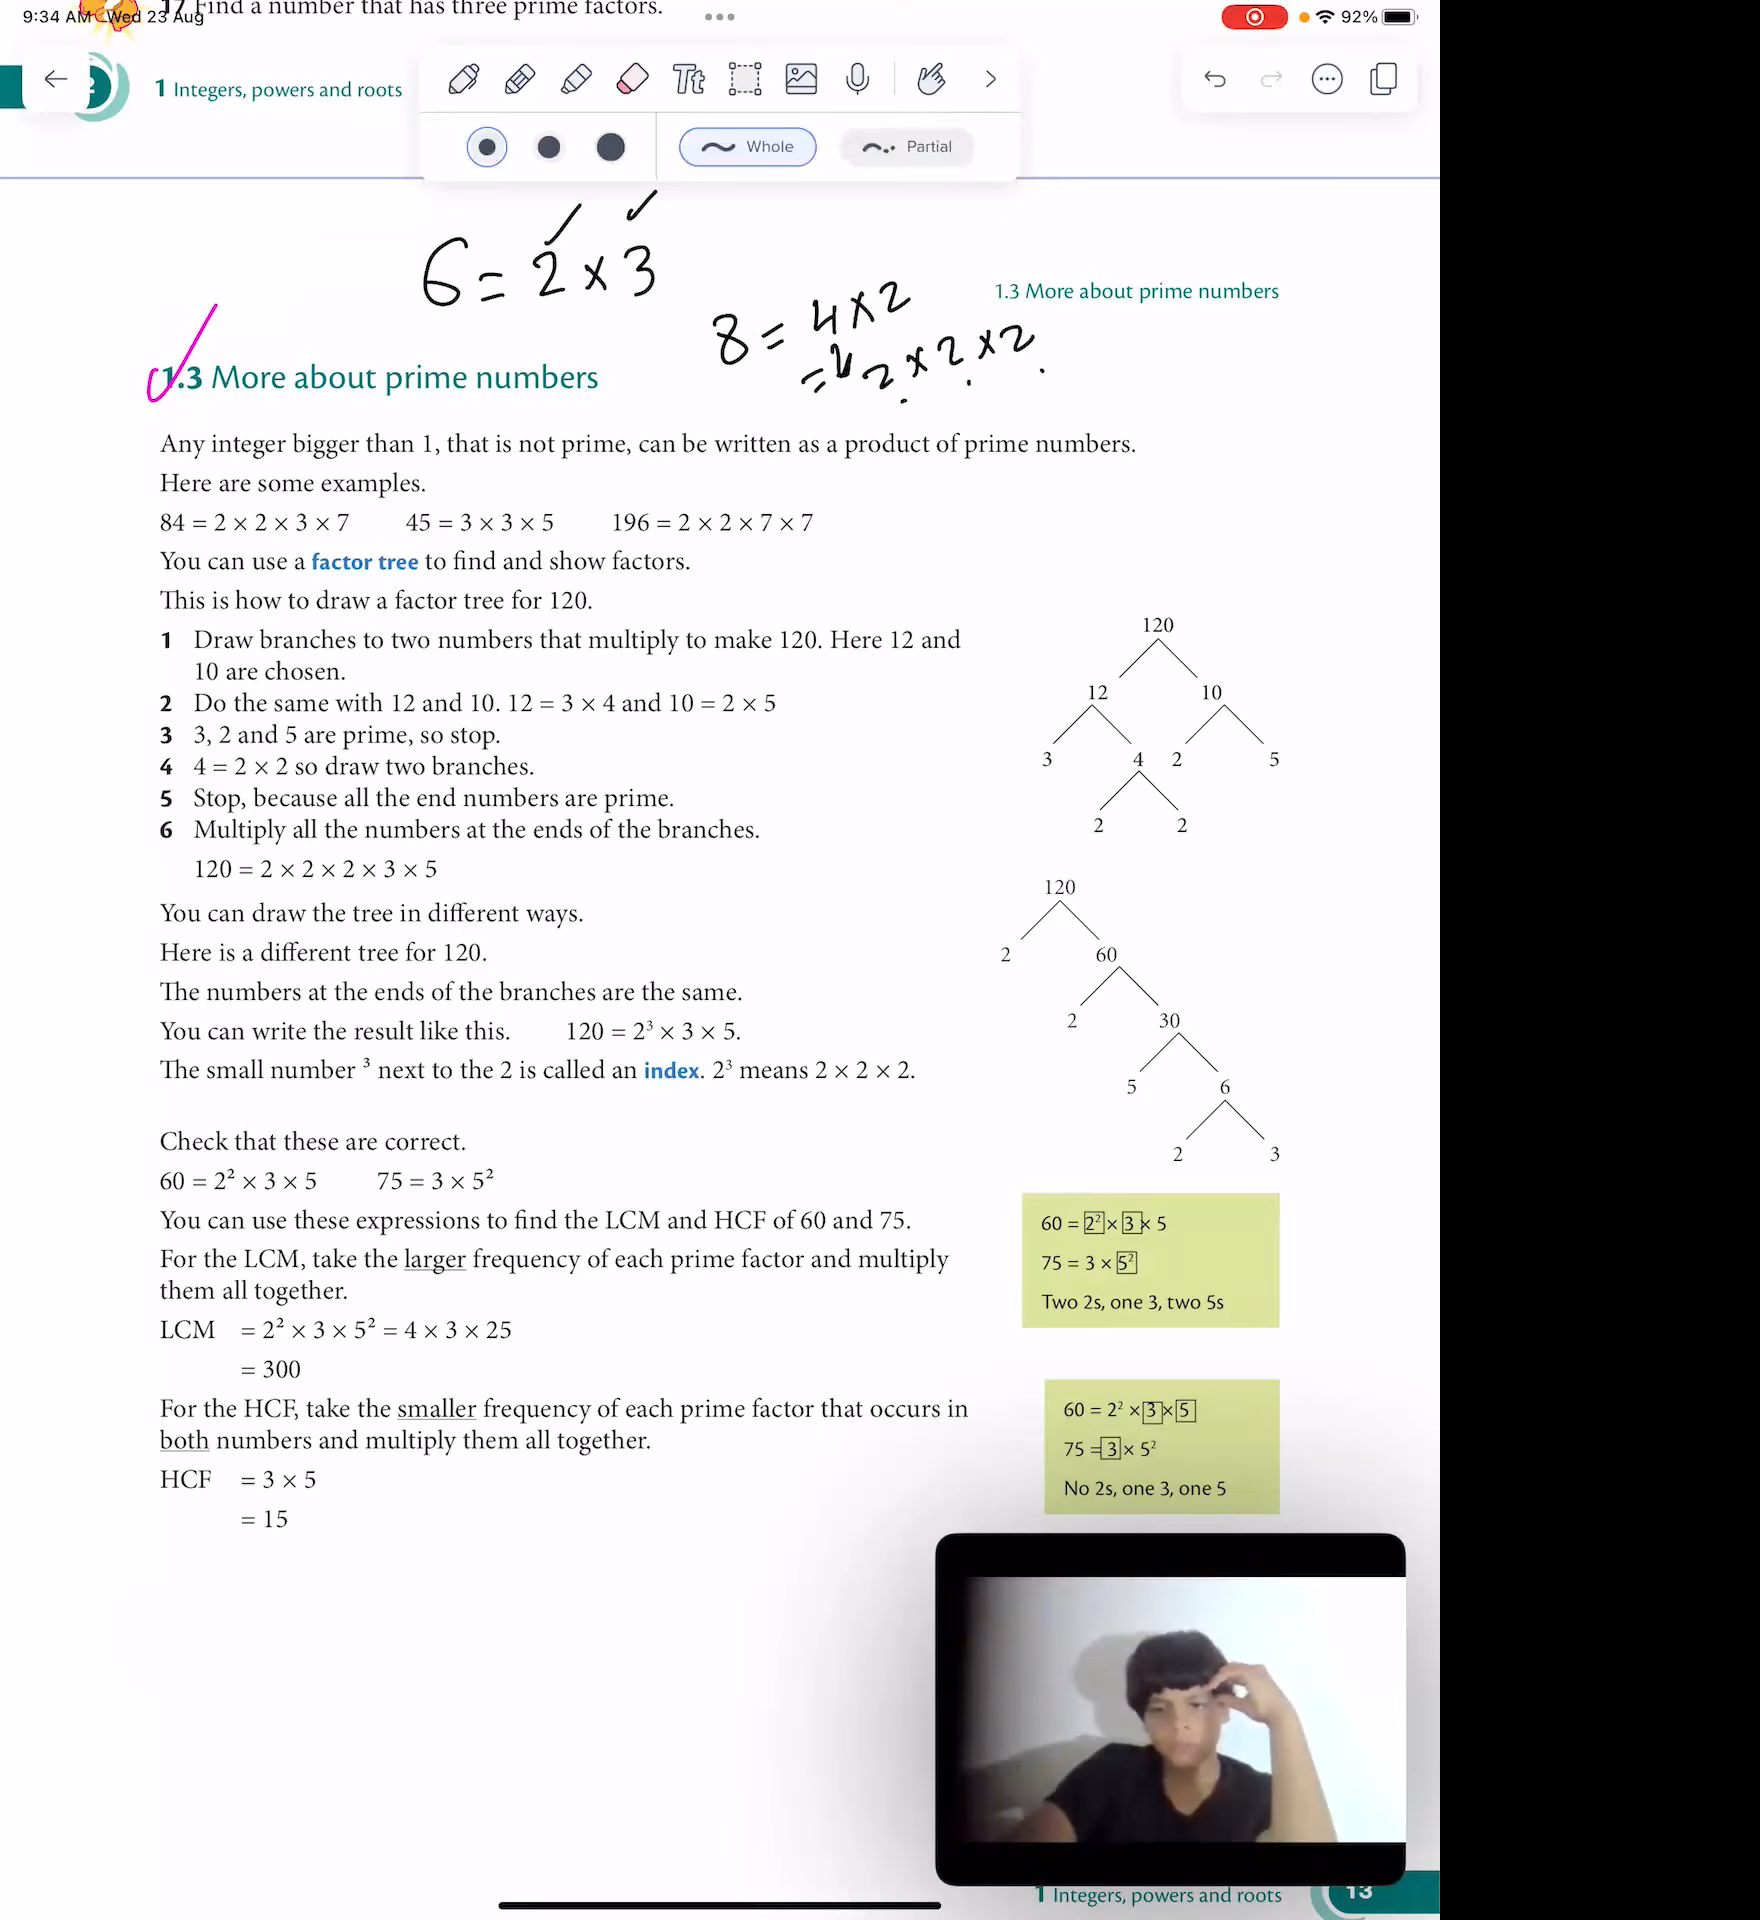 17 Find a number that has three prime factors.
9:34 AM Wed 23 Aug
92%
2
1 Integers, powers and roots
Tt
Whole
Partial
6 = 2 × 3
8 = 4 × 2
= 2 × 2 × 2
1.3 More about prime numbers
1.3 More about prime numbers
Any integer bigger than 1, that is not prime, can be written as a product of prime numbers.
Here are some examples.
84 = 2 × 2 × 3 × 7 45 = 3 × 3 × 5 196 = 2 × 2 × 7 × 7
You can use a factor tree to find and show factors.
This is how to draw a factor tree for 120.
1 Draw branches to two numbers that multiply to make 120. Here 12 and
10 are chosen.
2 Do the same with 12 and 10. 12 = 3 × 4 and 10 = 2 × 5
3 3, 2 and 5 are prime, so stop.
4 4 = 2 × 2 so draw two branches.
5 Stop, because all the end numbers are prime.
6 Multiply all the numbers at the ends of the branches.
120 = 2 × 2 × 2 × 3 × 5
120
12 10
3 4 2 5
2 2
You can draw the tree in different ways.
Here is a different tree for 120.
The numbers at the ends of the branches are the same.
You can write the result like this. 120 = 2³ × 3 × 5.
The small number ³ next to the 2 is called an index. 2³ means 2 × 2 × 2.
120
2 60
2 30
5 6
2 3
Check that these are correct.
60 = 2² × 3 × 5 75 = 3 × 5²
You can use these expressions to find the LCM and HCF of 60 and 75.
For the LCM, take the larger frequency of each prime factor and multiply
them all together.
LCM = 2² × 3 × 5² = 4 × 3 × 25
= 300
60 = 2² × 3 × 5
75 = 3 × 5²
Two 2s, one 3, two 5s
For the HCF, take the smaller frequency of each prime factor that occurs in
both numbers and multiply them all together.
HCF = 3 × 5
= 15
60 = 2² × 3 × 5
75 = 3 × 5²
No 2s, one 3, one 5
1 Integers, powers and roots
13